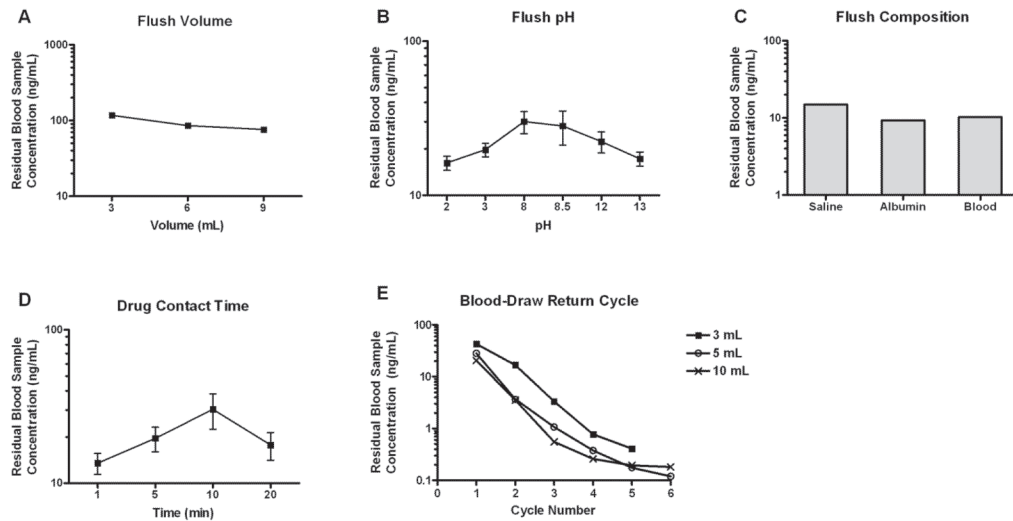 A
Flush Volume
Residual Blood Sample
Concentration (ng/mL)
1000
100
10
3 6 9
Volume (mL)
B
Flush pH
Residual Blood Sample
Concentration (ng/mL)
100
10
2 3 8 8.5 12 13
pH
C
Flush Composition
Residual Blood Sample
Concentration (ng/mL)
100
10
1
Saline Albumin Blood
D
Drug Contact Time
Residual Blood Sample
Concentration (ng/mL)
100
10
1 5 10 20
Time (min)
E
Blood-Draw Return Cycle
Residual Blood Sample
Concentration (ng/mL)
100
10
1
0.1
0 1 2 3 4 5 6
Cycle Number
3 mL
5 mL
10 mL